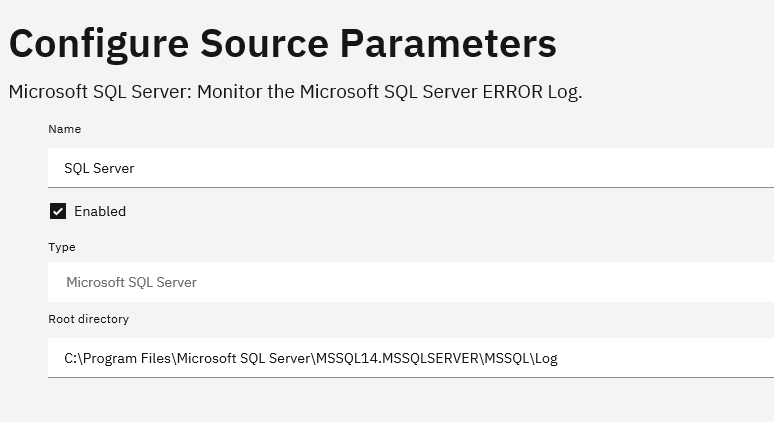 Configure Source Parameters
Microsoft SQL Server: Monitor the Microsoft SQL Server ERROR Log.
Name
SQL Server
Enabled
Type
Microsoft SQL Server
Root directory
C:\Program Files\Microsoft SQL Server\MSSQL14.MSSQLSERVER\MSSQL\Log